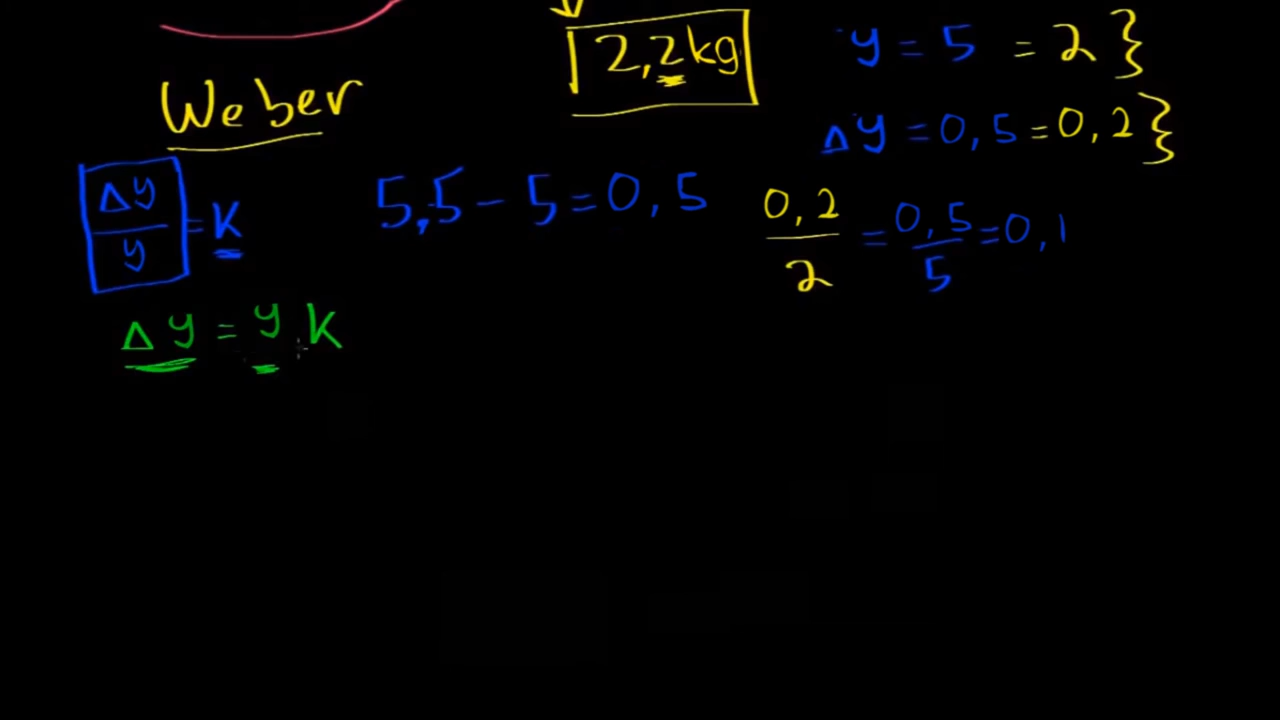 2,2kg
y = 5 = 2}
Δy = 0,5 = 0,2}
Weber
Δy/y = K
5,5 - 5 = 0,5
0,2/2 = 0,5/5 = 0,1
Δy = y.K